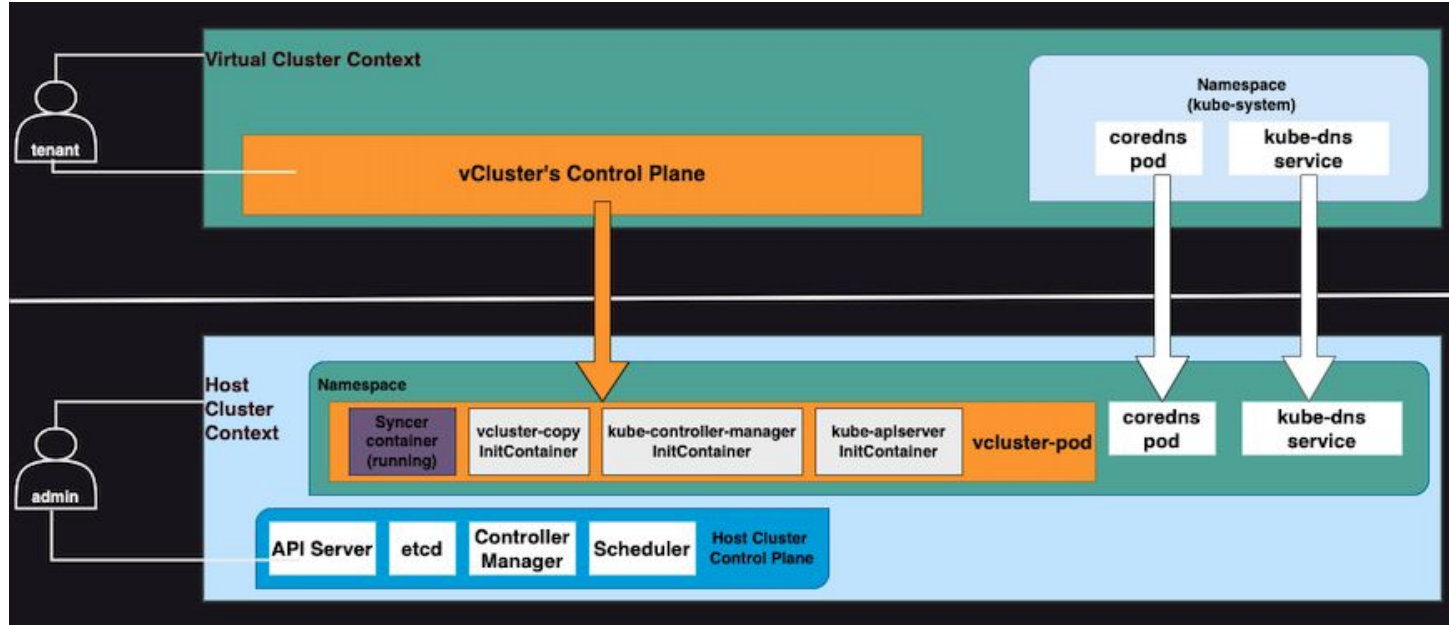 Virtual Cluster Context
Namespace
(kube-system)
coredns
pod
kube-dns
service
tenant
vCluster's Control Plane
Host
Cluster
Context
Namespace
Syncer
container
(running)
vcluster-copy
InitContainer
kube-controller-manager
InitContainer
kube-apiserver
InitContainer
vcluster-pod
coredns
pod
kube-dns
service
admin
API Server
etcd
Controller
Manager
Scheduler
Host Cluster
Control Plane